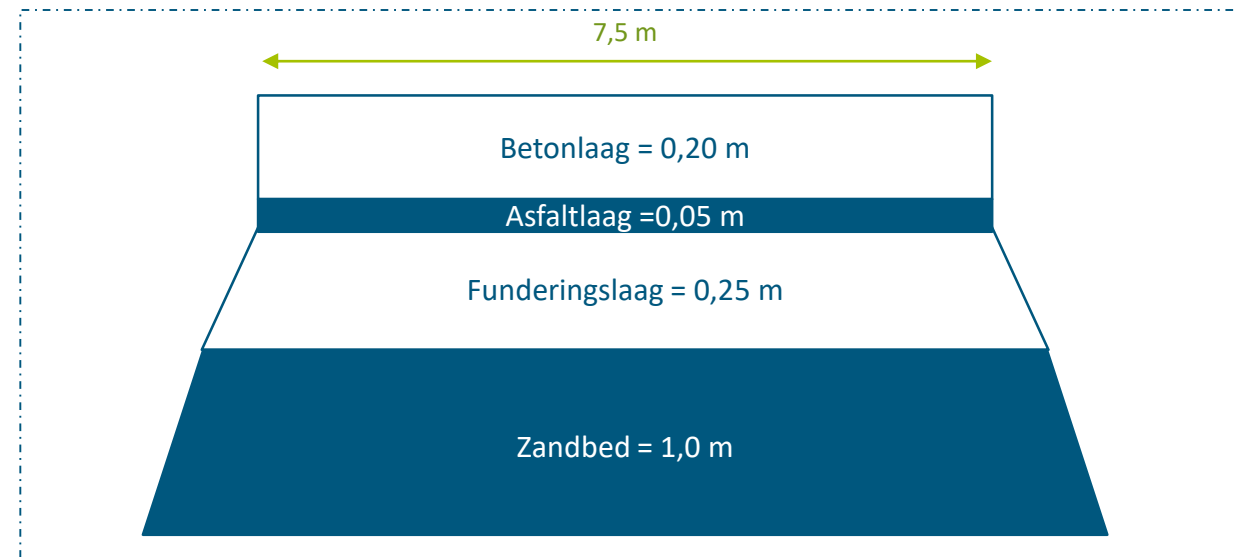 7,5 m
Betonlaag = 0,20 m
Asfaltlaag =0,05 m
Funderingslaag = 0,25 m
Zandbed = 1,0 m